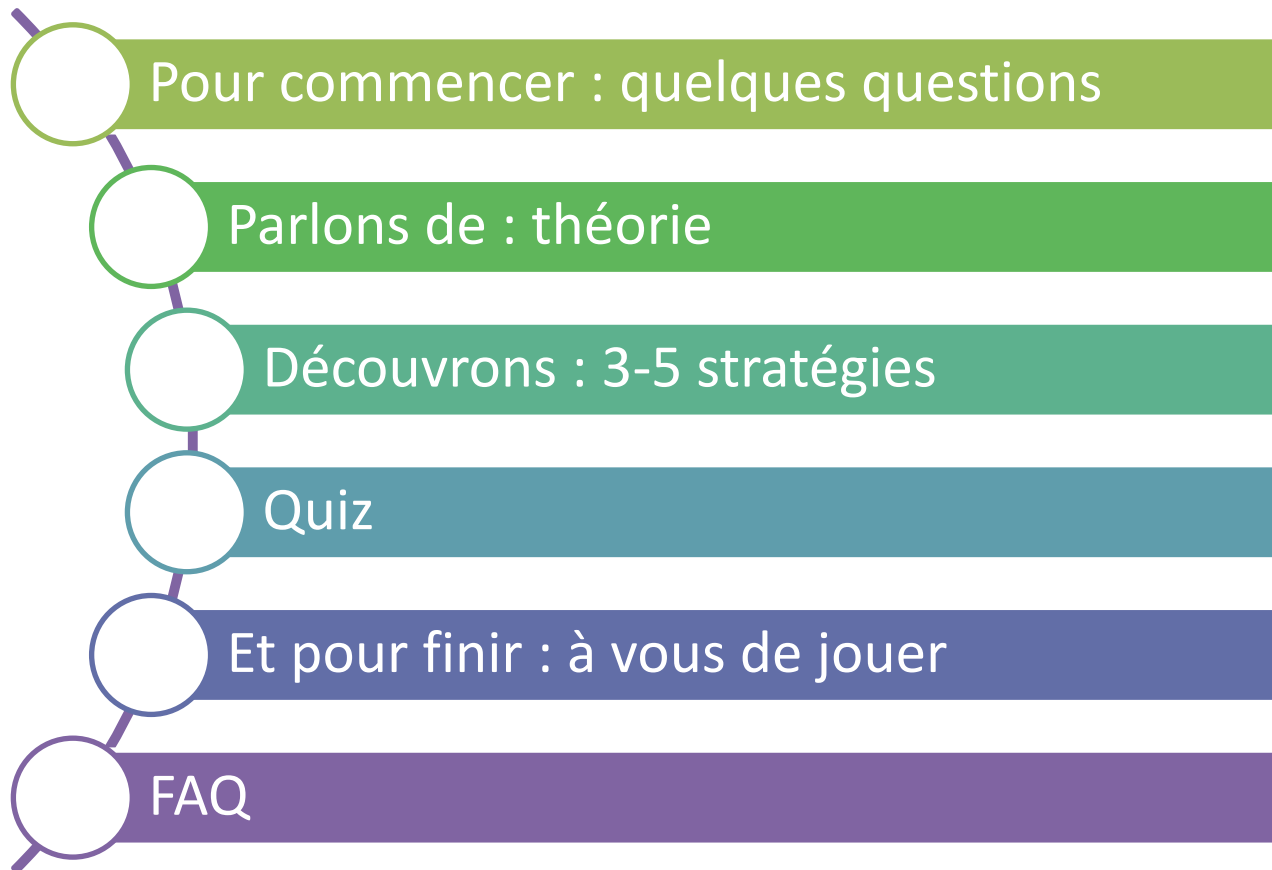 Pour commencer : quelques questions
Parlons de : théorie
Découvrons : 3-5 stratégies
Quiz
Et pour finir : à vous de jouer
FAQ